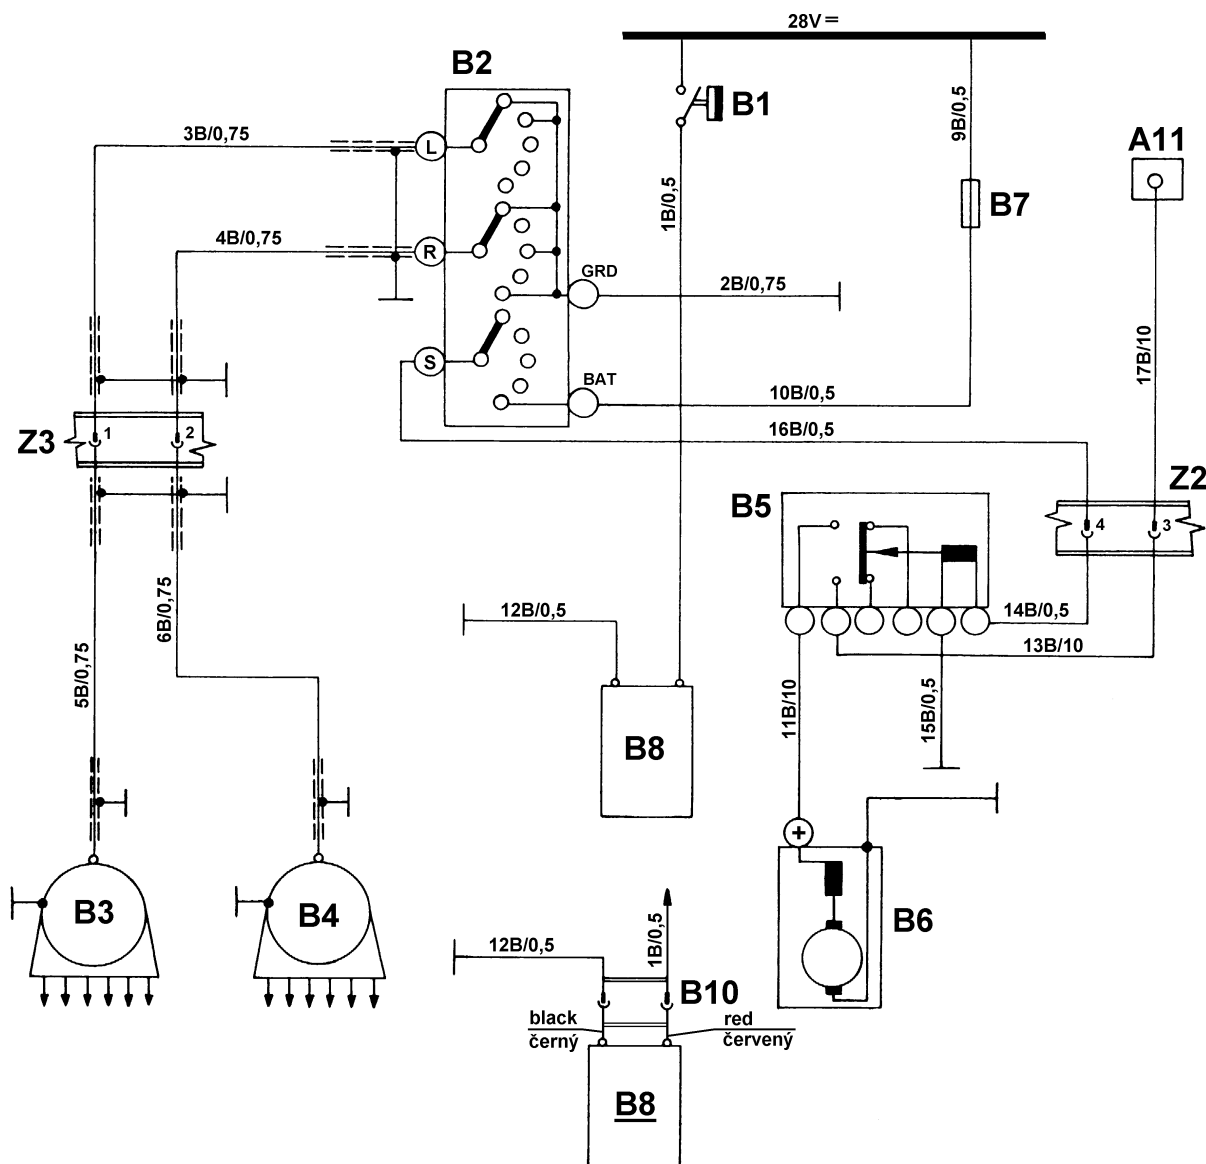 28V =
B2
B1
9B/0,5
A11
3B/0,75
L
1B/0,5
B7
4B/0,75
R
GRD
2B/0,75
17B/10
S
BAT
10B/0,5
16B/0,5
Z3
1
2
Z2
B5
4
3
5B/0,75
6B/0,75
12B/0,5
14B/0,5
13B/10
11B/10
15B/0,5
B8
+
B3
B4
B6
12B/0,5
1B/0,5
B10
black
černý
red
červený
B8